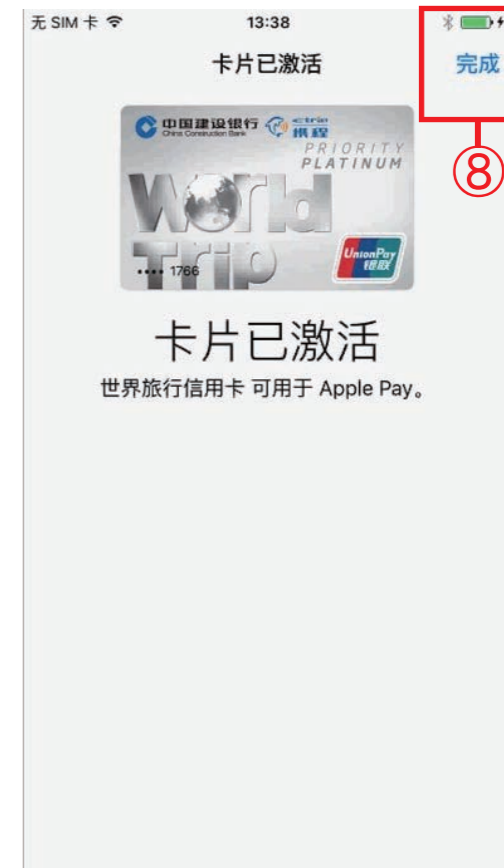 无 SIM 卡
13:38
卡片已激活
完成
⑧
中国建设银行
China Construction Bank
Ctrip
携程
PRIORITY
PLATINUM
World
Trip
•••• 1766
UnionPay
银联
卡片已激活
世界旅行信用卡 可用于 Apple Pay。